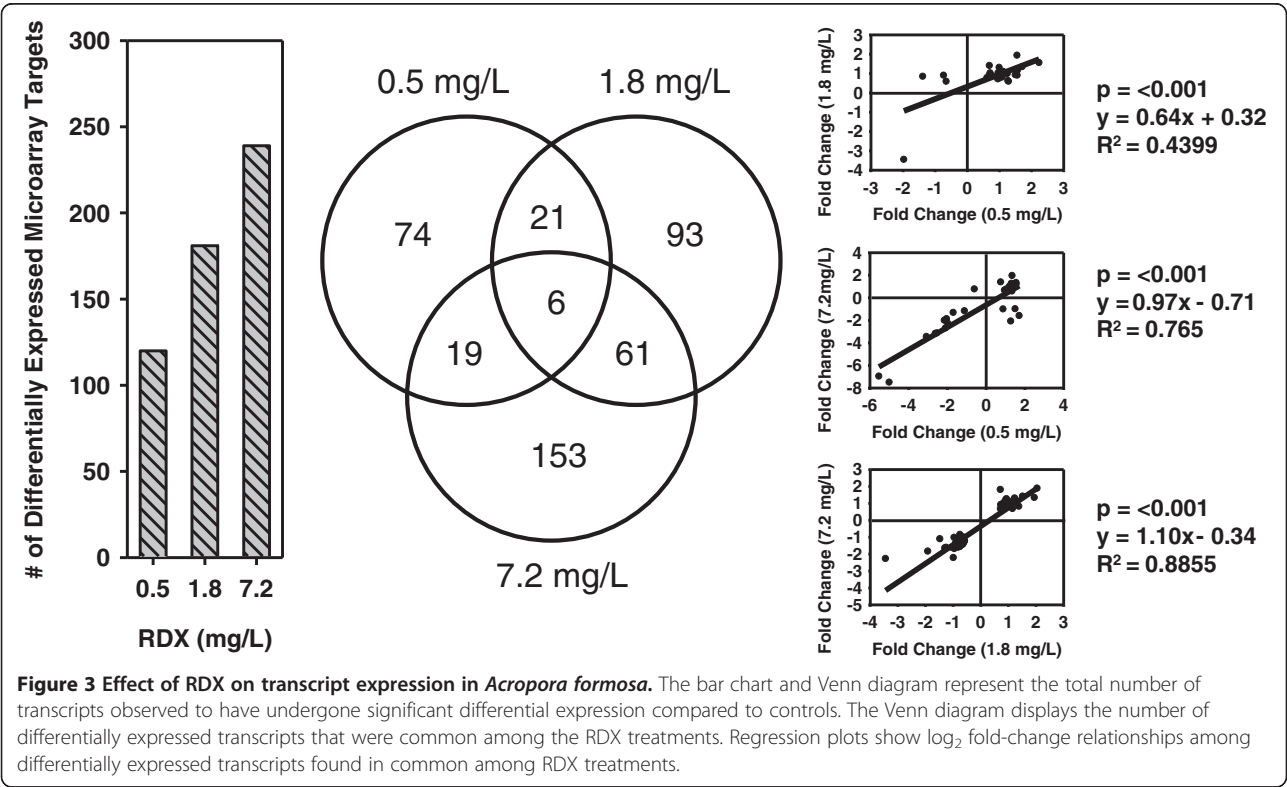 # of Differentially Expressed Microarray Targets
300
250
200
150
100
50
0
0.5 1.8 7.2
RDX (mg/L)
0.5 mg/L 1.8 mg/L
74
21
93
6
19
61
153
7.2 mg/L
Fold Change (1.8 mg/L)
3
2
1
0
-1
-2
-3
-4
-3 -2 -1 0 1 2 3
Fold Change (0.5 mg/L)
p = <0.001
y = 0.64x + 0.32
R² = 0.4399
Fold Change (7.2mg/L)
4
2
0
-2
-4
-6
-8
-6 -4 -2 0 2 4
Fold Change (0.5 mg/L)
p = <0.001
y = 0.97x - 0.71
R² = 0.765
Fold Change (7.2 mg/L)
3
2
1
0
-1
-2
-3
-4
-5
-4 -3 -2 -1 0 1 2 3
Fold Change (1.8 mg/L)
p = <0.001
y = 1.10x- 0.34
R² = 0.8855
Figure 3 Effect of RDX on transcript expression in Acropora formosa. The bar chart and Venn diagram represent the total number of
transcripts observed to have undergone significant differential expression compared to controls. The Venn diagram displays the number of
differentially expressed transcripts that were common among the RDX treatments. Regression plots show log₂ fold-change relationships among
differentially expressed transcripts found in common among RDX treatments.